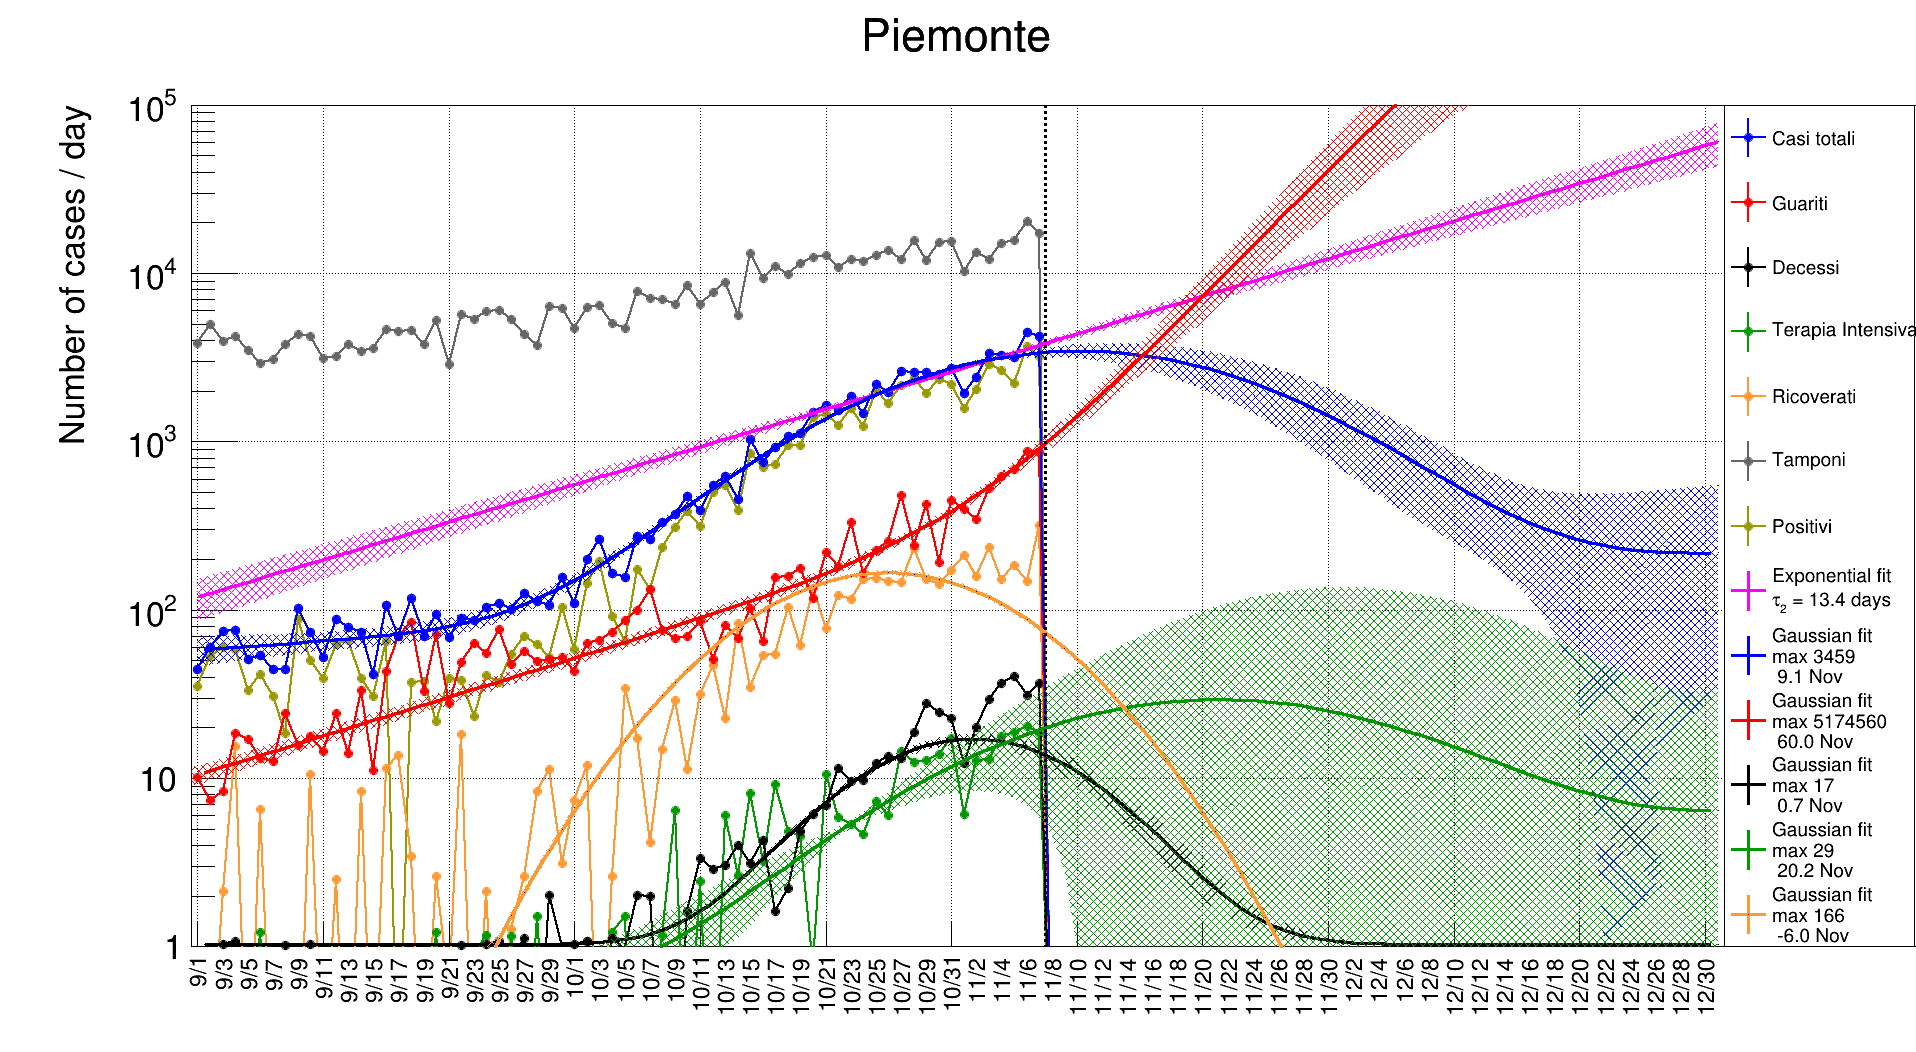 Piemonte
Number of cases / day
10⁵
10⁴
10³
10²
10
1
9/1
9/3
9/5
9/7
9/9
9/11
9/13
9/15
9/17
9/19
9/21
9/23
9/25
9/27
9/29
10/1
10/3
10/5
10/7
10/9
10/11
10/13
10/15
10/17
10/19
10/21
10/23
10/25
10/27
10/29
10/31
11/2
11/4
11/6
11/8
11/10
11/12
11/14
11/16
11/18
11/20
11/22
11/24
11/26
11/28
11/30
12/2
12/4
12/6
12/8
12/10
12/12
12/14
12/16
12/18
12/20
12/22
12/24
12/26
12/28
12/30
Casi totali
Guariti
Decessi
Terapia Intensiva
Ricoverati
Tamponi
Positivi
Exponential fit
τ₂ = 13.4 days
Gaussian fit
max 3459
9.1 Nov
Gaussian fit
max 5174560
60.0 Nov
Gaussian fit
max 17
0.7 Nov
Gaussian fit
max 29
20.2 Nov
Gaussian fit
max 166
-6.0 Nov